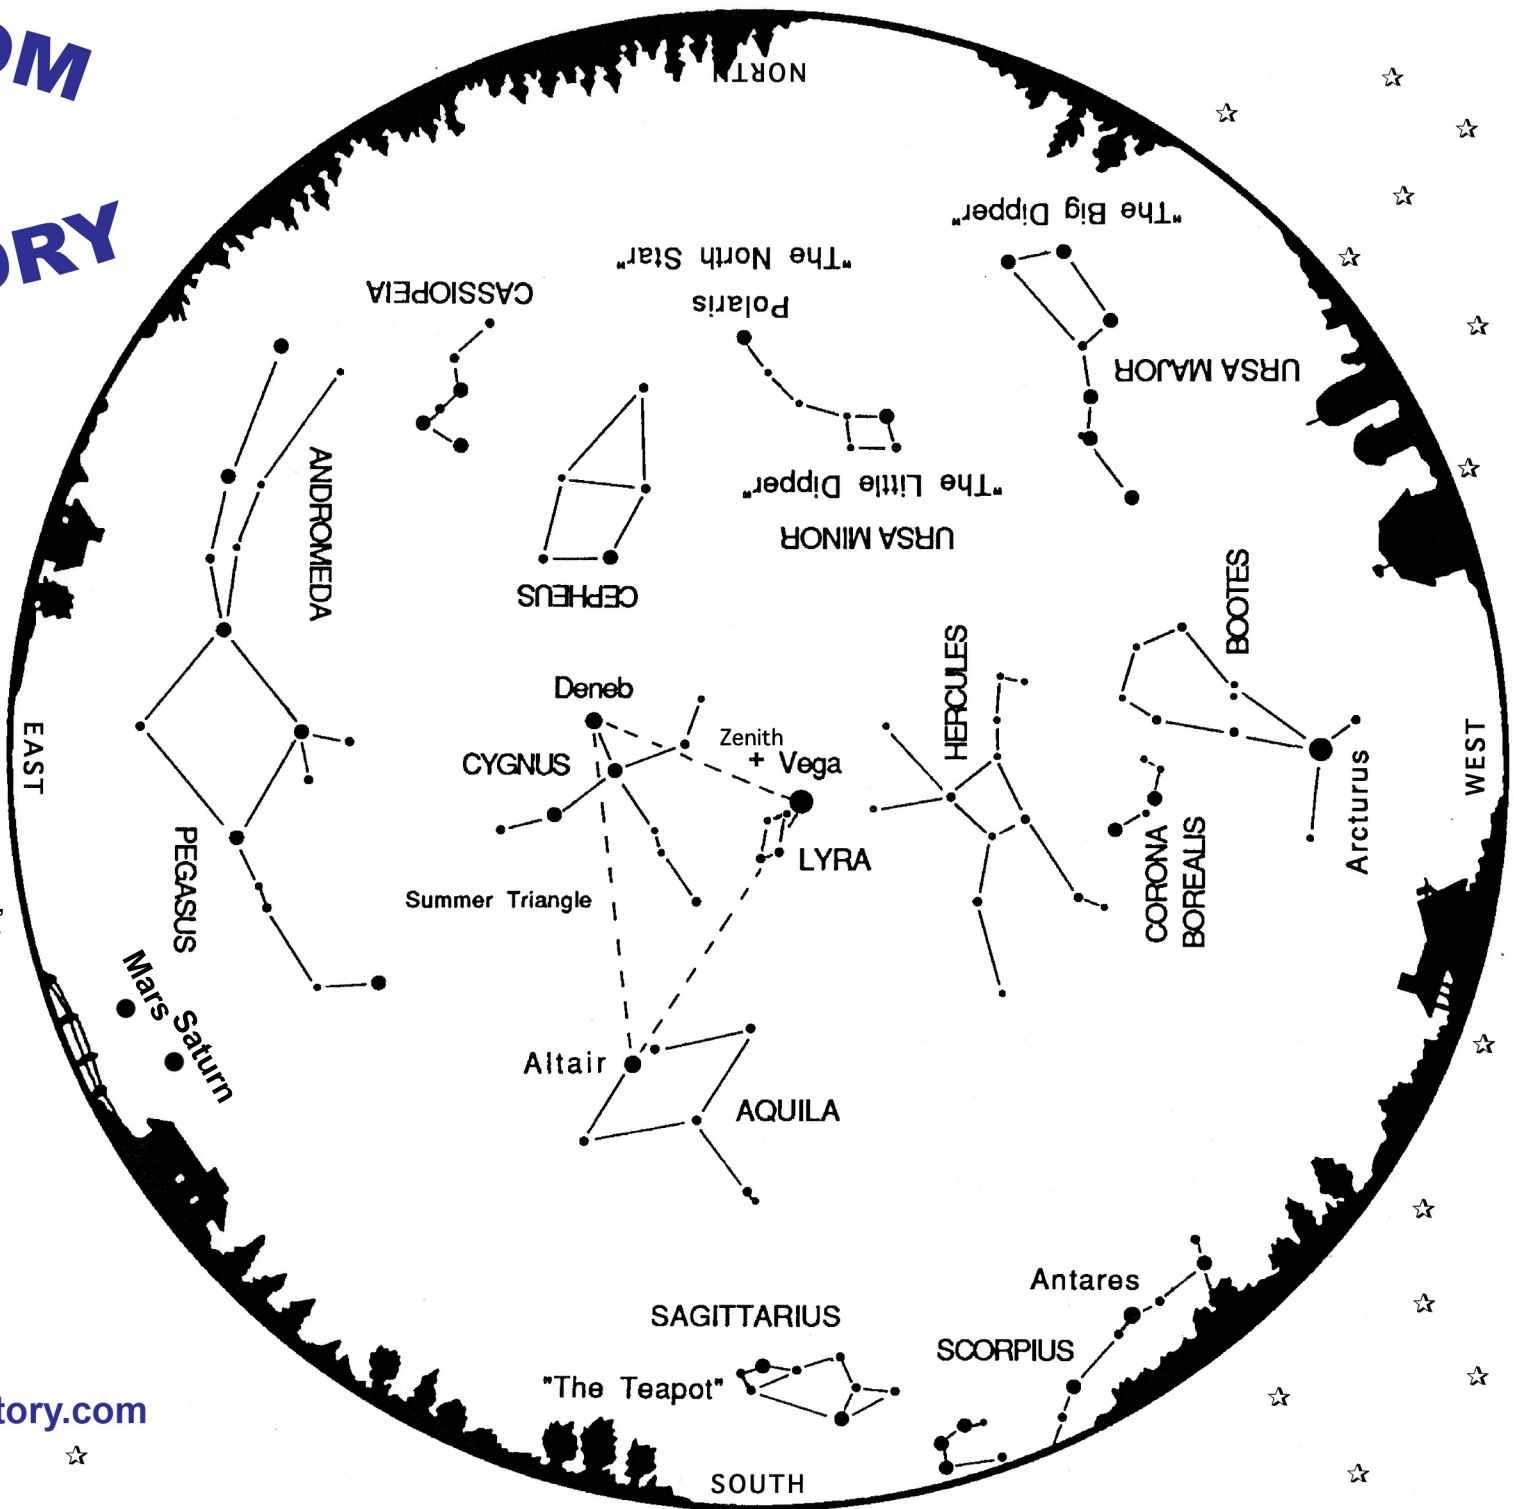 OM
ORY
NORTH
"The Big Dipper"
"The North Star"
Polaris
CASSIOPEIA
URSA MAJOR
ANDROMEDA
"The Little Dipper"
URSA MINOR
CEPHEUS
BOOTES
HERCULES
Deneb
Zenith
+ Vega
CYGNUS
EAST
WEST
Arcturus
LYRA
CORONA
BOREALIS
PEGASUS
Summer Triangle
Mars
Saturn
Altair
AQUILA
Antares
SAGITTARIUS
SCORPIUS
"The Teapot"
tory.com
SOUTH